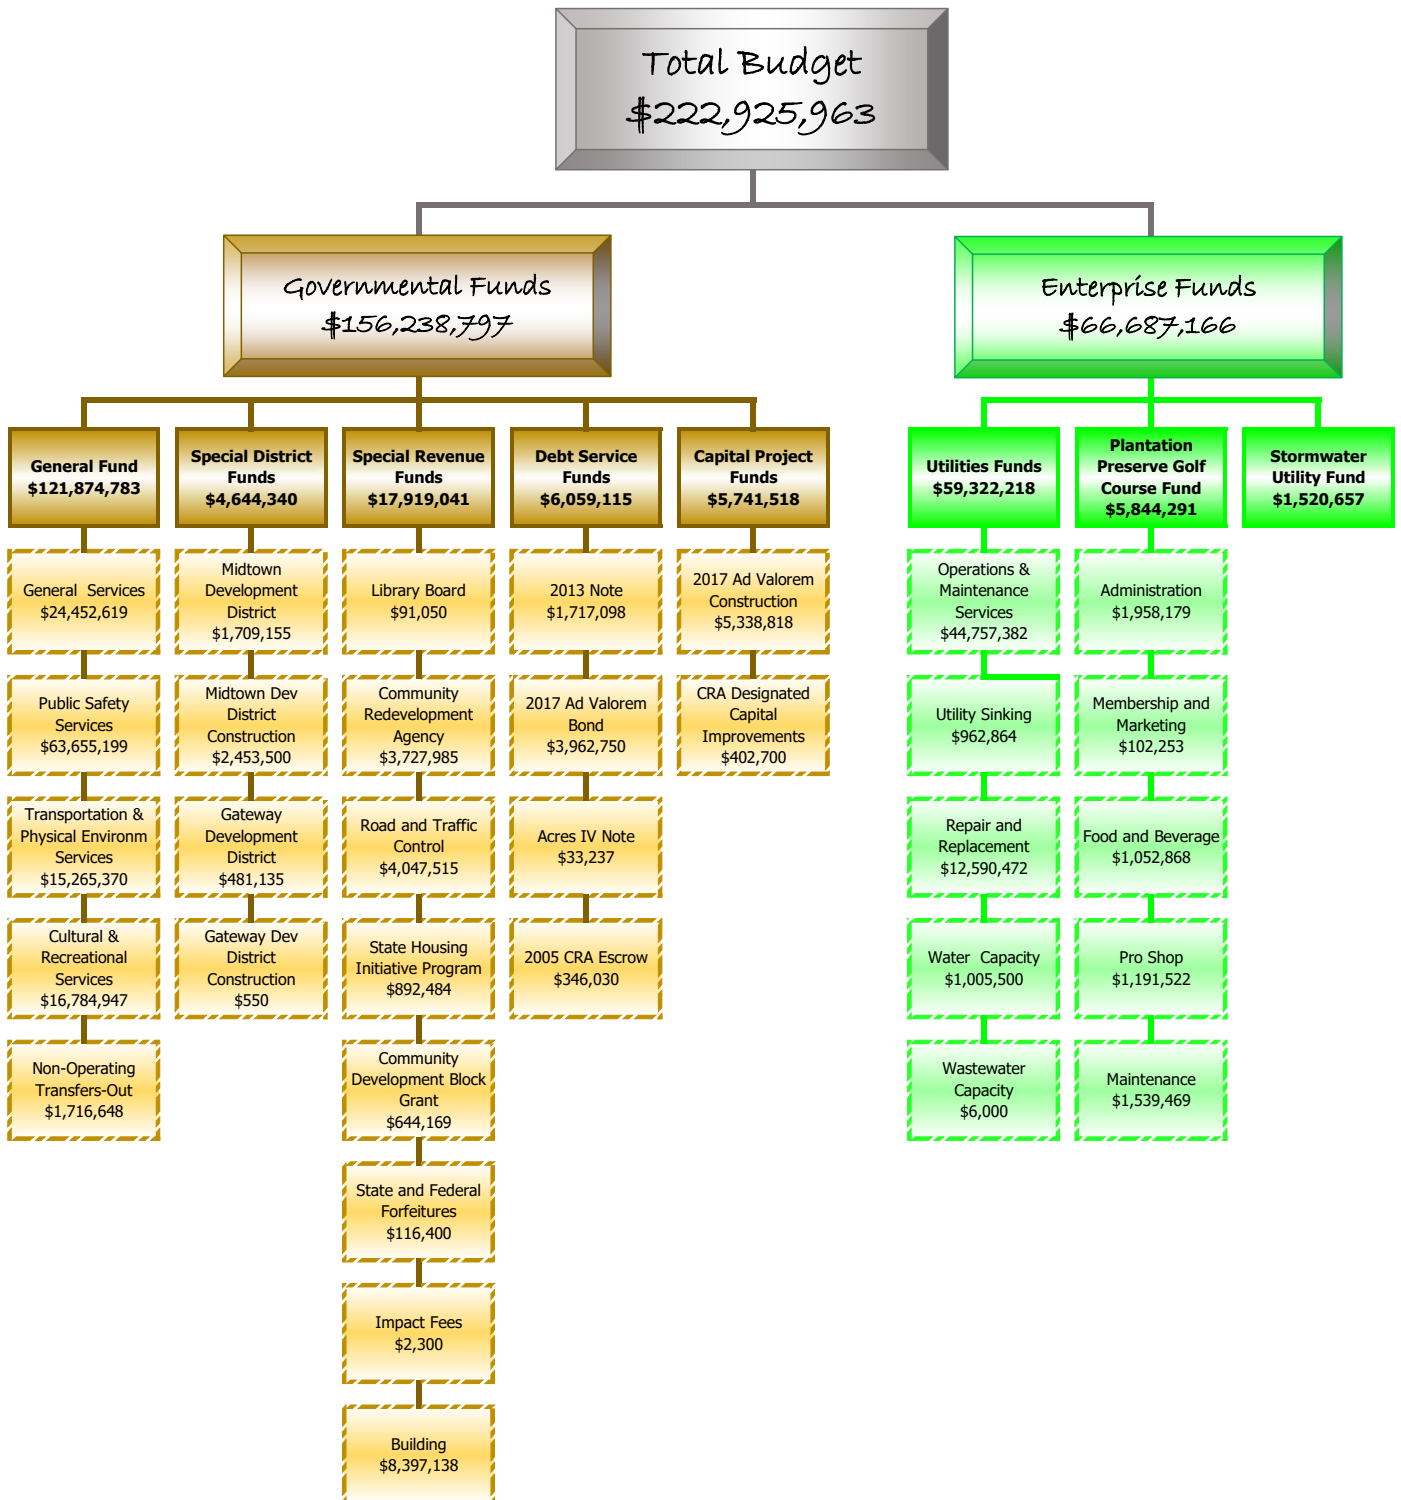 Total Budget
$222,925,963
Governmental Funds
$156,238,797
Enterprise Funds
$66,687,166
General Fund
$121,874,783
Special District
Funds
$4,644,340
Special Revenue
Funds
$17,919,041
Debt Service
Funds
$6,059,115
Capital Project
Funds
$5,741,518
Utilities Funds
$59,322,218
Plantation
Preserve Golf
Course Fund
$5,844,291
Stormwater
Utility Fund
$1,520,657
General  Services
$24,452,619
Midtown
Development
District
$1,709,155
Library Board
$91,050
2013 Note
$1,717,098
2017 Ad Valorem
Construction
$5,338,818
Operations &
Maintenance
Services
$44,757,382
Administration
$1,958,179
Public Safety
Services
$63,655,199
Midtown Dev
District
Construction
$2,453,500
Community
Redevelopment
Agency
$3,727,985
2017 Ad Valorem
Bond
$3,962,750
CRA Designated
Capital
Improvements
$402,700
Utility Sinking
$962,864
Membership and
Marketing
$102,253
Transportation &
Physical Environm
Services
$15,265,370
Gateway
Development
District
$481,135
Road and Traffic
Control
$4,047,515
Acres IV Note
$33,237
Repair and
Replacement
$12,590,472
Food and Beverage
$1,052,868
Cultural &
Recreational
Services
$16,784,947
Gateway Dev
District
Construction
$550
State Housing
Initiative Program
$892,484
2005 CRA Escrow
$346,030
Water  Capacity
$1,005,500
Pro Shop
$1,191,522
Non-Operating
Transfers-Out
$1,716,648
Community
Development Block
Grant
$644,169
Wastewater
Capacity
$6,000
Maintenance
$1,539,469
State and Federal
Forfeitures
$116,400
Impact Fees
$2,300
Building
$8,397,138